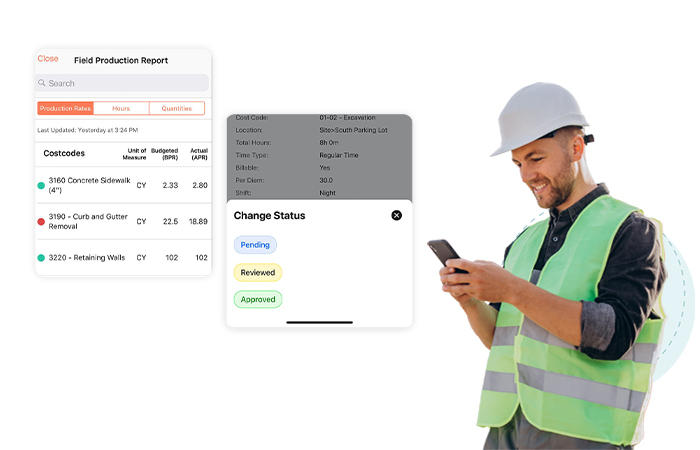 Close Field Production Report
Search
Production Rates Hours Quantities
Last Updated: Yesterday at 3:24 PM
Costcodes Unit of Measure Budgeted (BPR) Actual (APR)
3160 Concrete Sidewalk (4") CY 2.33 2.80
3190 - Curb and Gutter Removal CY 22.5 18.89
3220 - Retaining Walls CY 102 102
Cost Code: 01-02 - Excavation
Location: Site>South Parking Lot
Total Hours: 8h 0m
Time Type: Regular Time
Billable: Yes
Per Diem: 30.0
Shift: Night
Change Status
Pending
Reviewed
Approved